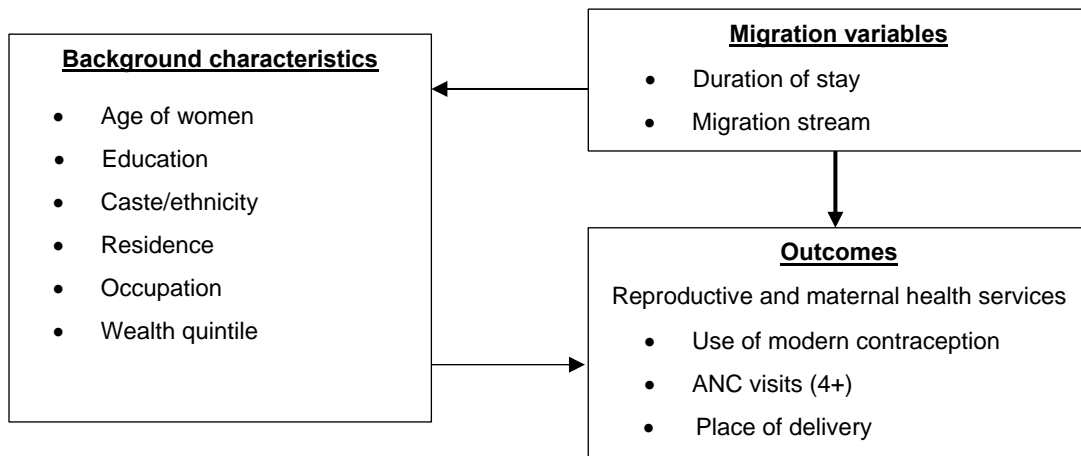 Background characteristics
• Age of women
• Education
• Caste/ethnicity
• Residence
• Occupation
• Wealth quintile
Migration variables
• Duration of stay
• Migration stream
Outcomes
Reproductive and maternal health services
• Use of modern contraception
• ANC visits (4+)
• Place of delivery